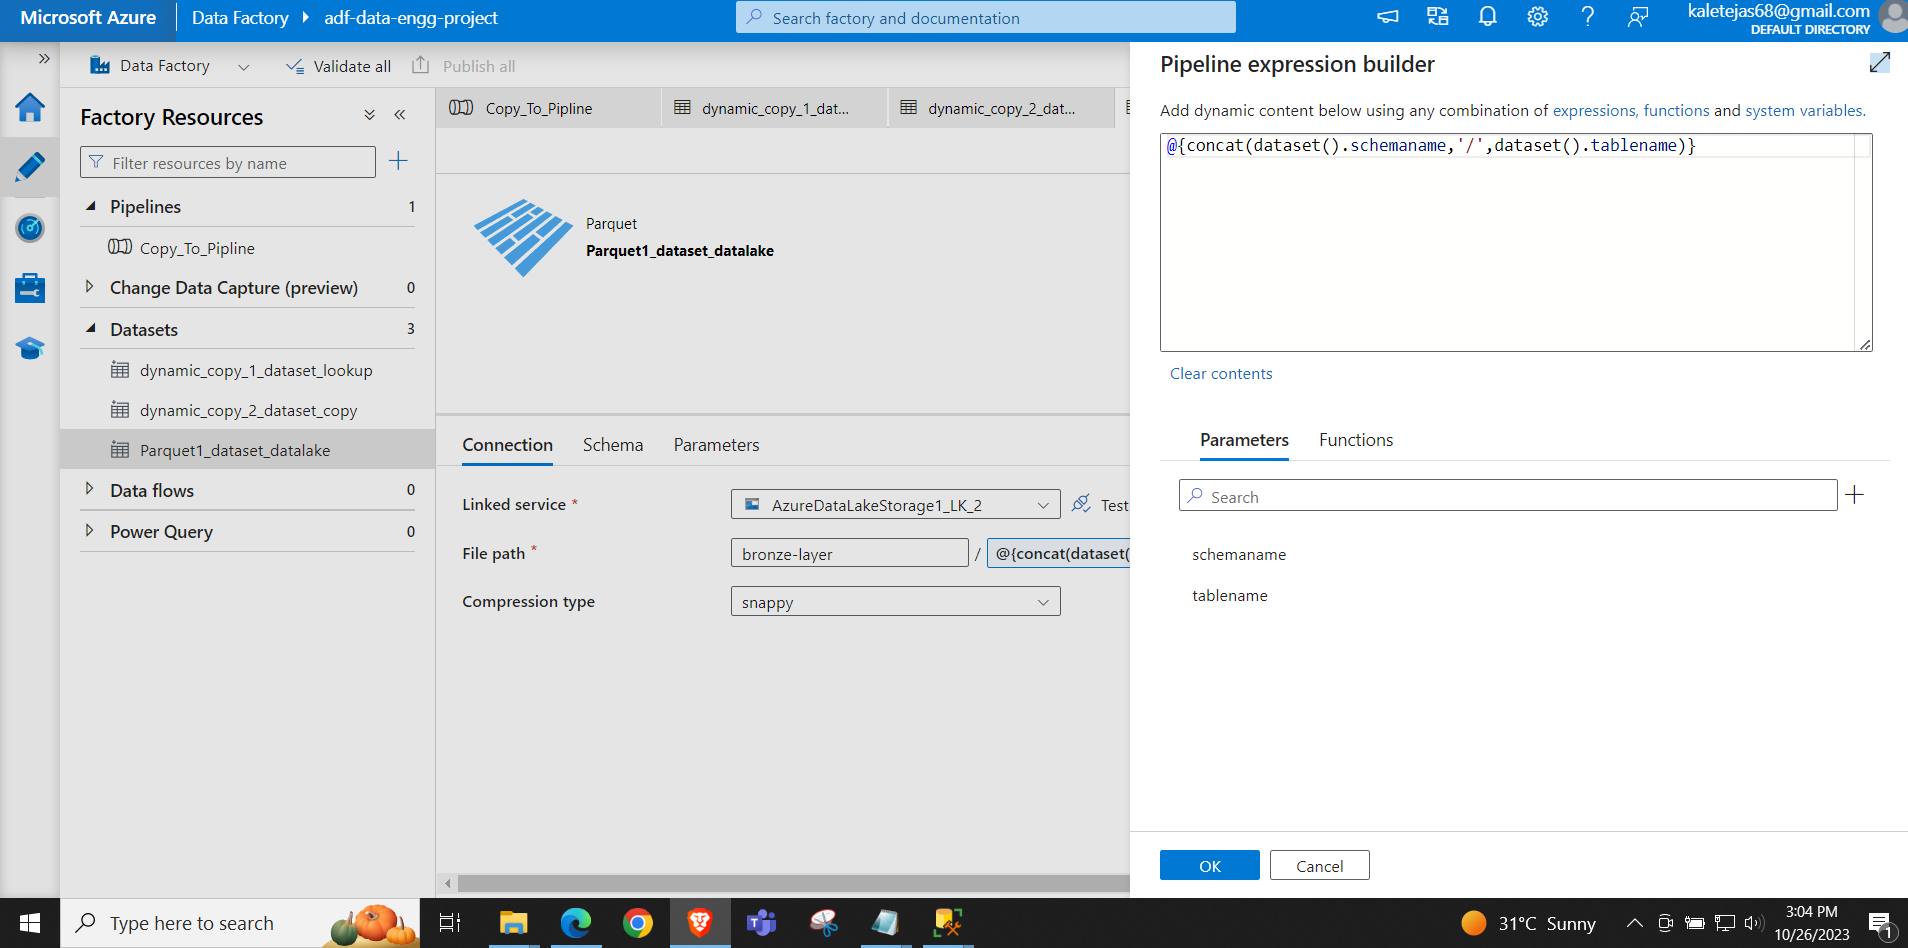 Microsoft Azure
Data Factory
adf-data-engg-project
Search factory and documentation
kaletejas68@gmail.com
DEFAULT DIRECTORY
Data Factory
Validate all
Publish all
Factory Resources
Filter resources by name
Pipelines 1
Copy_To_Pipline
Change Data Capture (preview) 0
Datasets 3
dynamic_copy_1_dataset_lookup
dynamic_copy_2_dataset_copy
Parquet1_dataset_datalake
Data flows 0
Power Query 0
Copy_To_Pipline
dynamic_copy_1_dat...
dynamic_copy_2_dat...
Parquet
Parquet1_dataset_datalake
Connection
Schema
Parameters
Linked service *
AzureDataLakeStorage1_LK_2
Test
File path *
bronze-layer
/
@{concat(dataset(
Compression type
snappy
Pipeline expression builder
Add dynamic content below using any combination of expressions, functions and system variables.
@{concat(dataset().schemaname,'/',dataset().tablename)}
Clear contents
Parameters
Functions
Search
schemaname
tablename
OK
Cancel
Type here to search
31°C Sunny
3:04 PM
10/26/2023
1